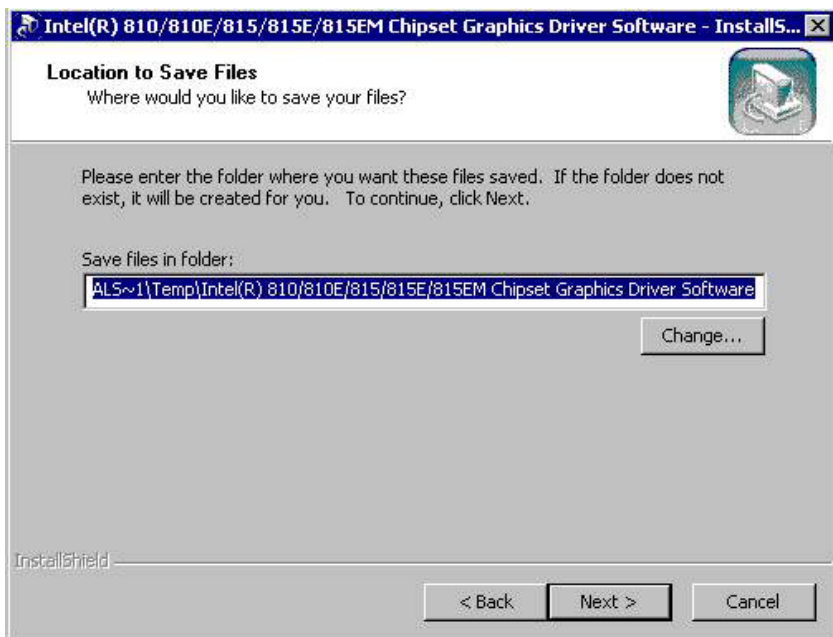 Intel(R) 810/810E/815/815E/815EM Chipset Graphics Driver Software - InstallS...
Location to Save Files
Where would you like to save your files?
Please enter the folder where you want these files saved. If the folder does not
exist, it will be created for you. To continue, click Next.
Save files in folder:
ALS~1\Temp\Intel(R) 810/810E/815/815E/815EM Chipset Graphics Driver Software
Change...
InstallShield
< Back
Next >
Cancel